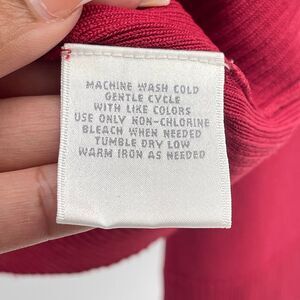 MACHINE WASH COLD
GENTLE CYCLE
WITH LIKE COLORS
USE ONLY NON-CHLORINE
BLEACH WHEN NEEDED
TUMBLE DRY LOW
WARM IRON AS NEEDED